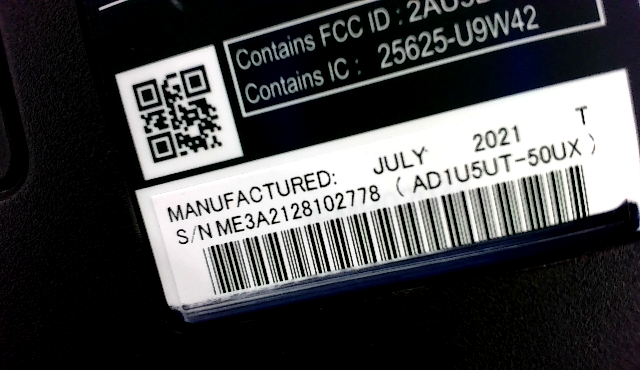 Contains FCC ID :
Contains IC : 25625-U9W42
T
MANUFACTURED: JULY 2021
S/N ME3A2128102778 ( AD1U5UT-50UX )